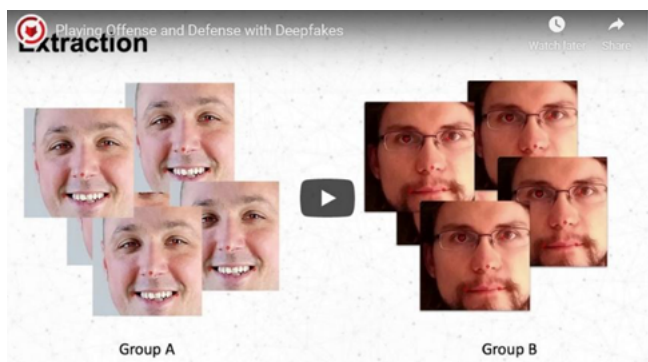 Playing Offense and Defense with Deepfakes
Watch later
Share
Extraction
Group A
Group B